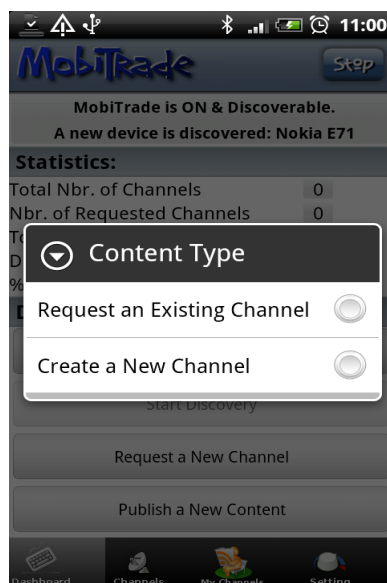 11:00
MobiTrade
Stop
MobiTrade is ON & Discoverable.
A new device is discovered: Nokia E71
Statistics:
Total Nbr. of Channels 0
Nbr. of Requested Channels 0
%
Content Type
Request an Existing Channel
Create a New Channel
Start Discovery
Request a New Channel
Publish a New Content
Dashboard Channels My Channels Setting